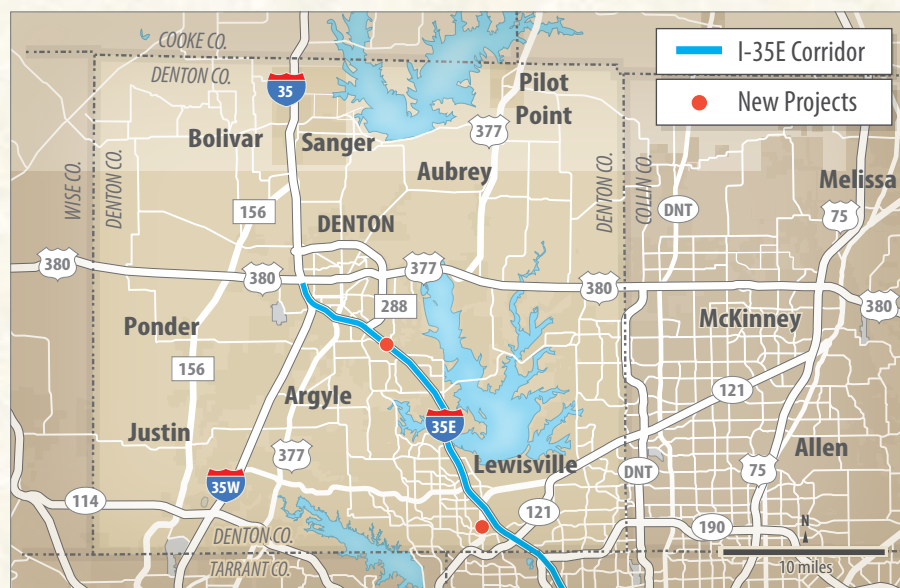 COOKE CO.
DENTON CO.
I-35E Corridor
New Projects
35
Pilot
Point
377
Bolivar
Sanger
Aubrey
WISE CO.
DENTON CO.
DENTON CO.
COLLIN CO.
Melissa
156
DNT
75
DENTON
380
380
377
380
380
288
Ponder
McKinney
156
Argyle
121
35E
Justin
377
Lewisville
Allen
35W
DNT
75
114
121
190
N
DENTON CO.
TARRANT CO.
10 miles